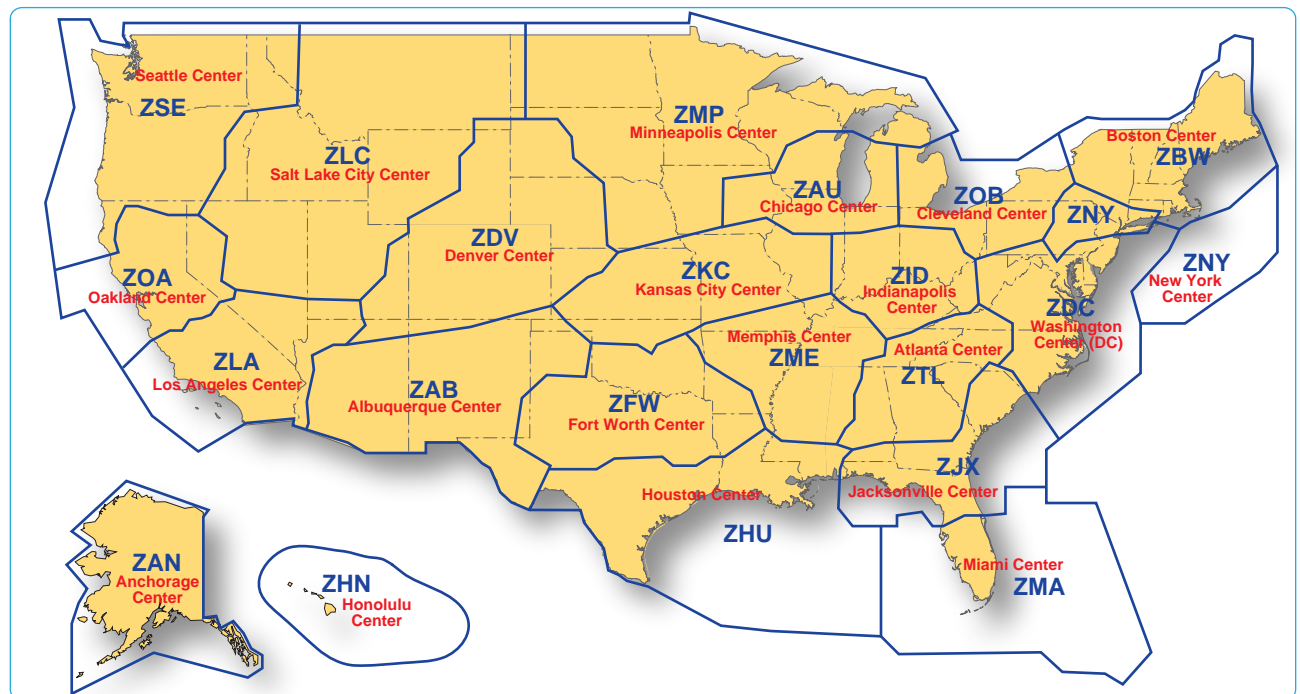 Seattle Center
ZSE
ZLC
Salt Lake City Center
ZMP
Minneapolis Center
Boston Center
ZBW
ZAU
Chicago Center
ZOB
Cleveland Center
ZNY
ZDV
Denver Center
ZOA
Oakland Center
ZKC
Kansas City Center
ZID
Indianapolis
Center
ZNY
New York
Center
ZDC
Washington
Center (DC)
ZLA
Los Angeles Center
ZAB
Albuquerque Center
ZFW
Fort Worth Center
Memphis Center
ZME
Atlanta Center
ZTL
ZJX
Jacksonville Center
Houston Center
ZHU
Miami Center
ZMA
ZAN
Anchorage
Center
ZHN
Honolulu
Center